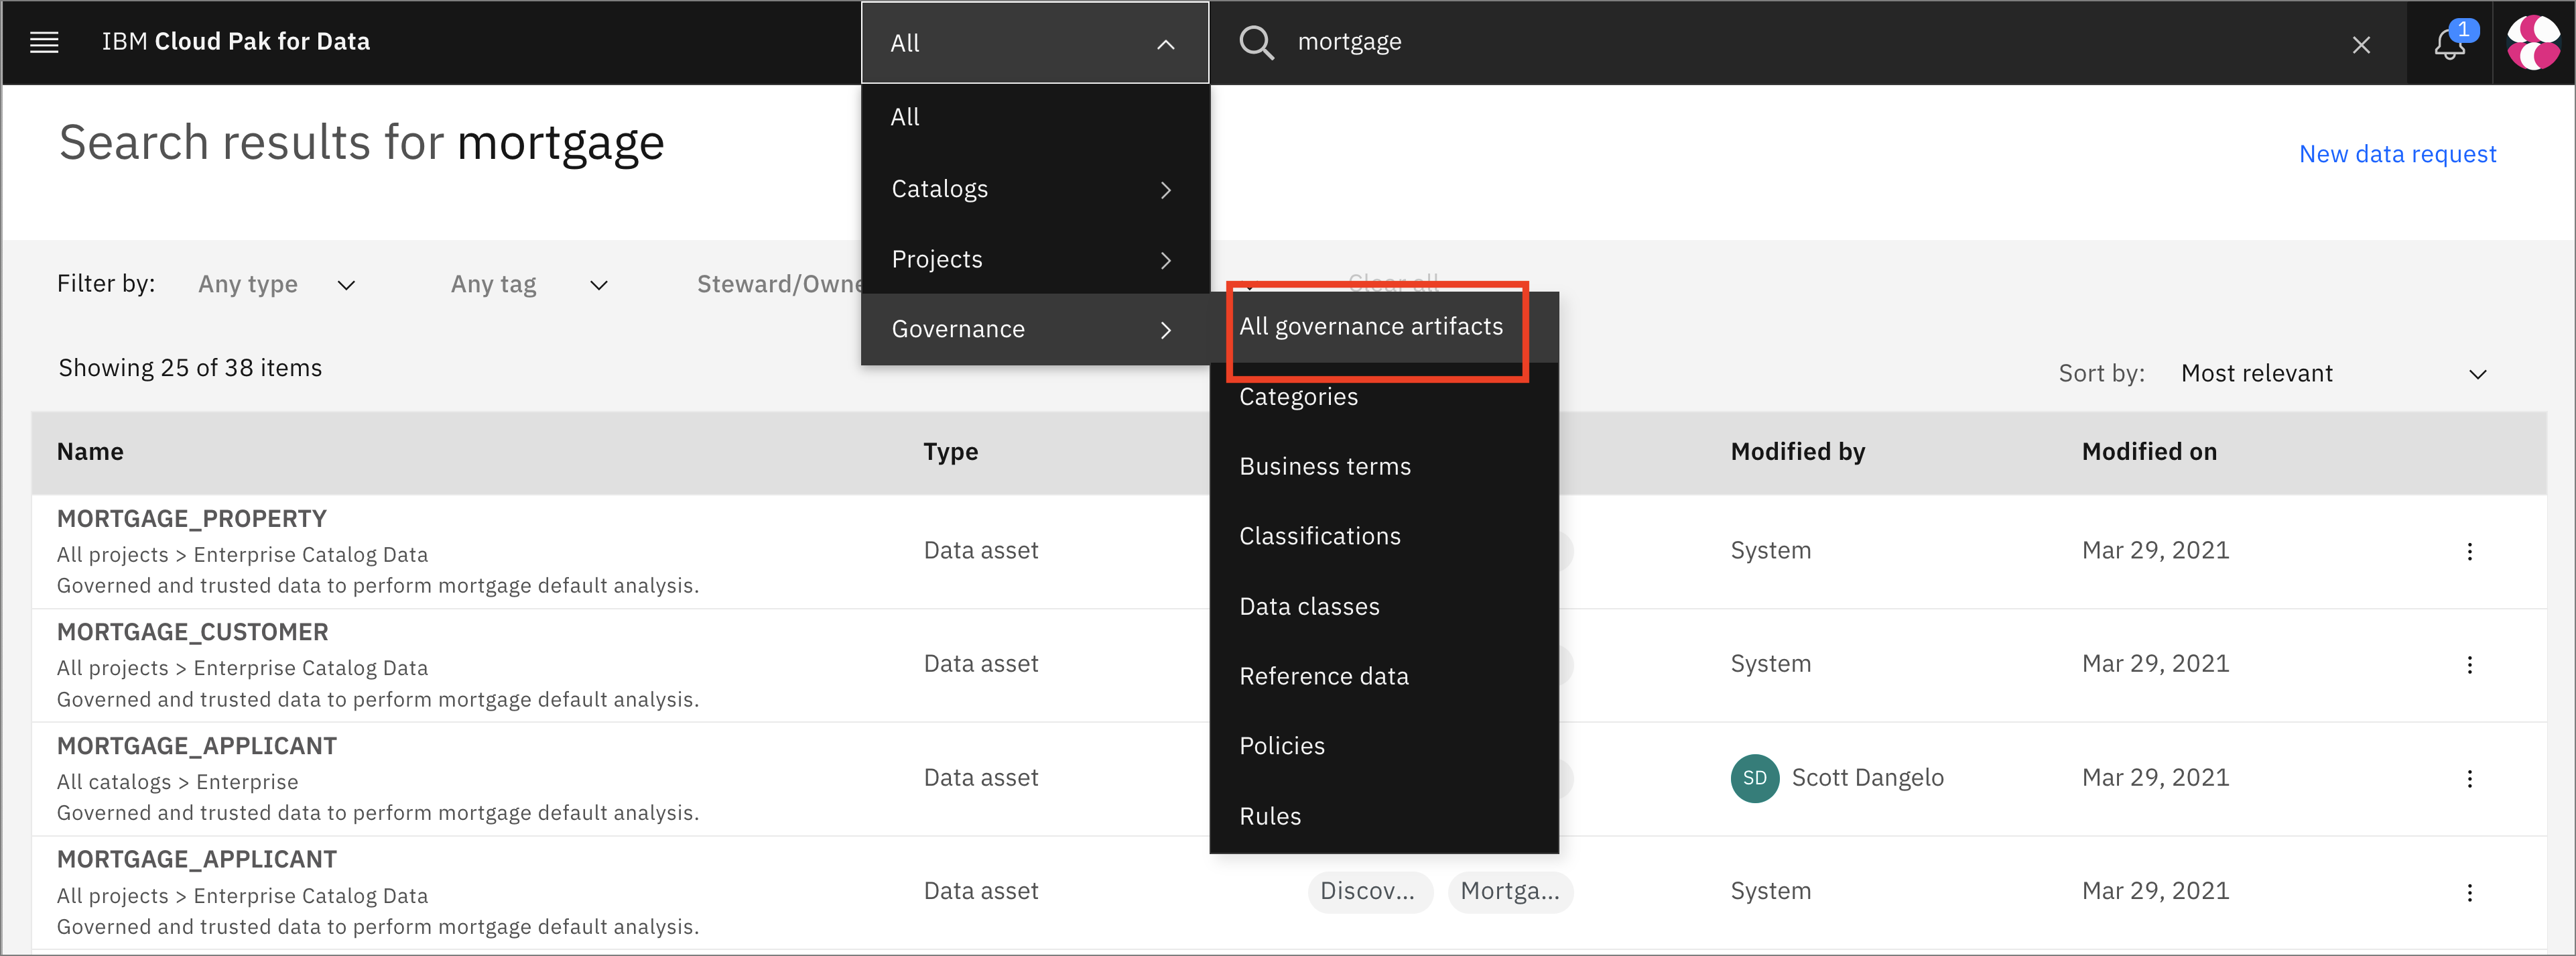 IBM Cloud Pak for Data
All
mortgage
1
All
Catalogs
Projects
Governance
All governance artifacts
Categories
Business terms
Classifications
Data classes
Reference data
Policies
Rules
Search results for mortgage
New data request
Filter by: Any type Any tag Steward/Owne Clear all
Showing 25 of 38 items
Sort by: Most relevant
Name Type Modified by Modified on
MORTGAGE_PROPERTY
All projects > Enterprise Catalog Data
Governed and trusted data to perform mortgage default analysis.
Data asset System Mar 29, 2021
MORTGAGE_CUSTOMER
All projects > Enterprise Catalog Data
Governed and trusted data to perform mortgage default analysis.
Data asset System Mar 29, 2021
MORTGAGE_APPLICANT
All catalogs > Enterprise
Governed and trusted data to perform mortgage default analysis.
Data asset SD Scott Dangelo Mar 29, 2021
MORTGAGE_APPLICANT
All projects > Enterprise Catalog Data
Governed and trusted data to perform mortgage default analysis.
Data asset Discov... Mortga... System Mar 29, 2021